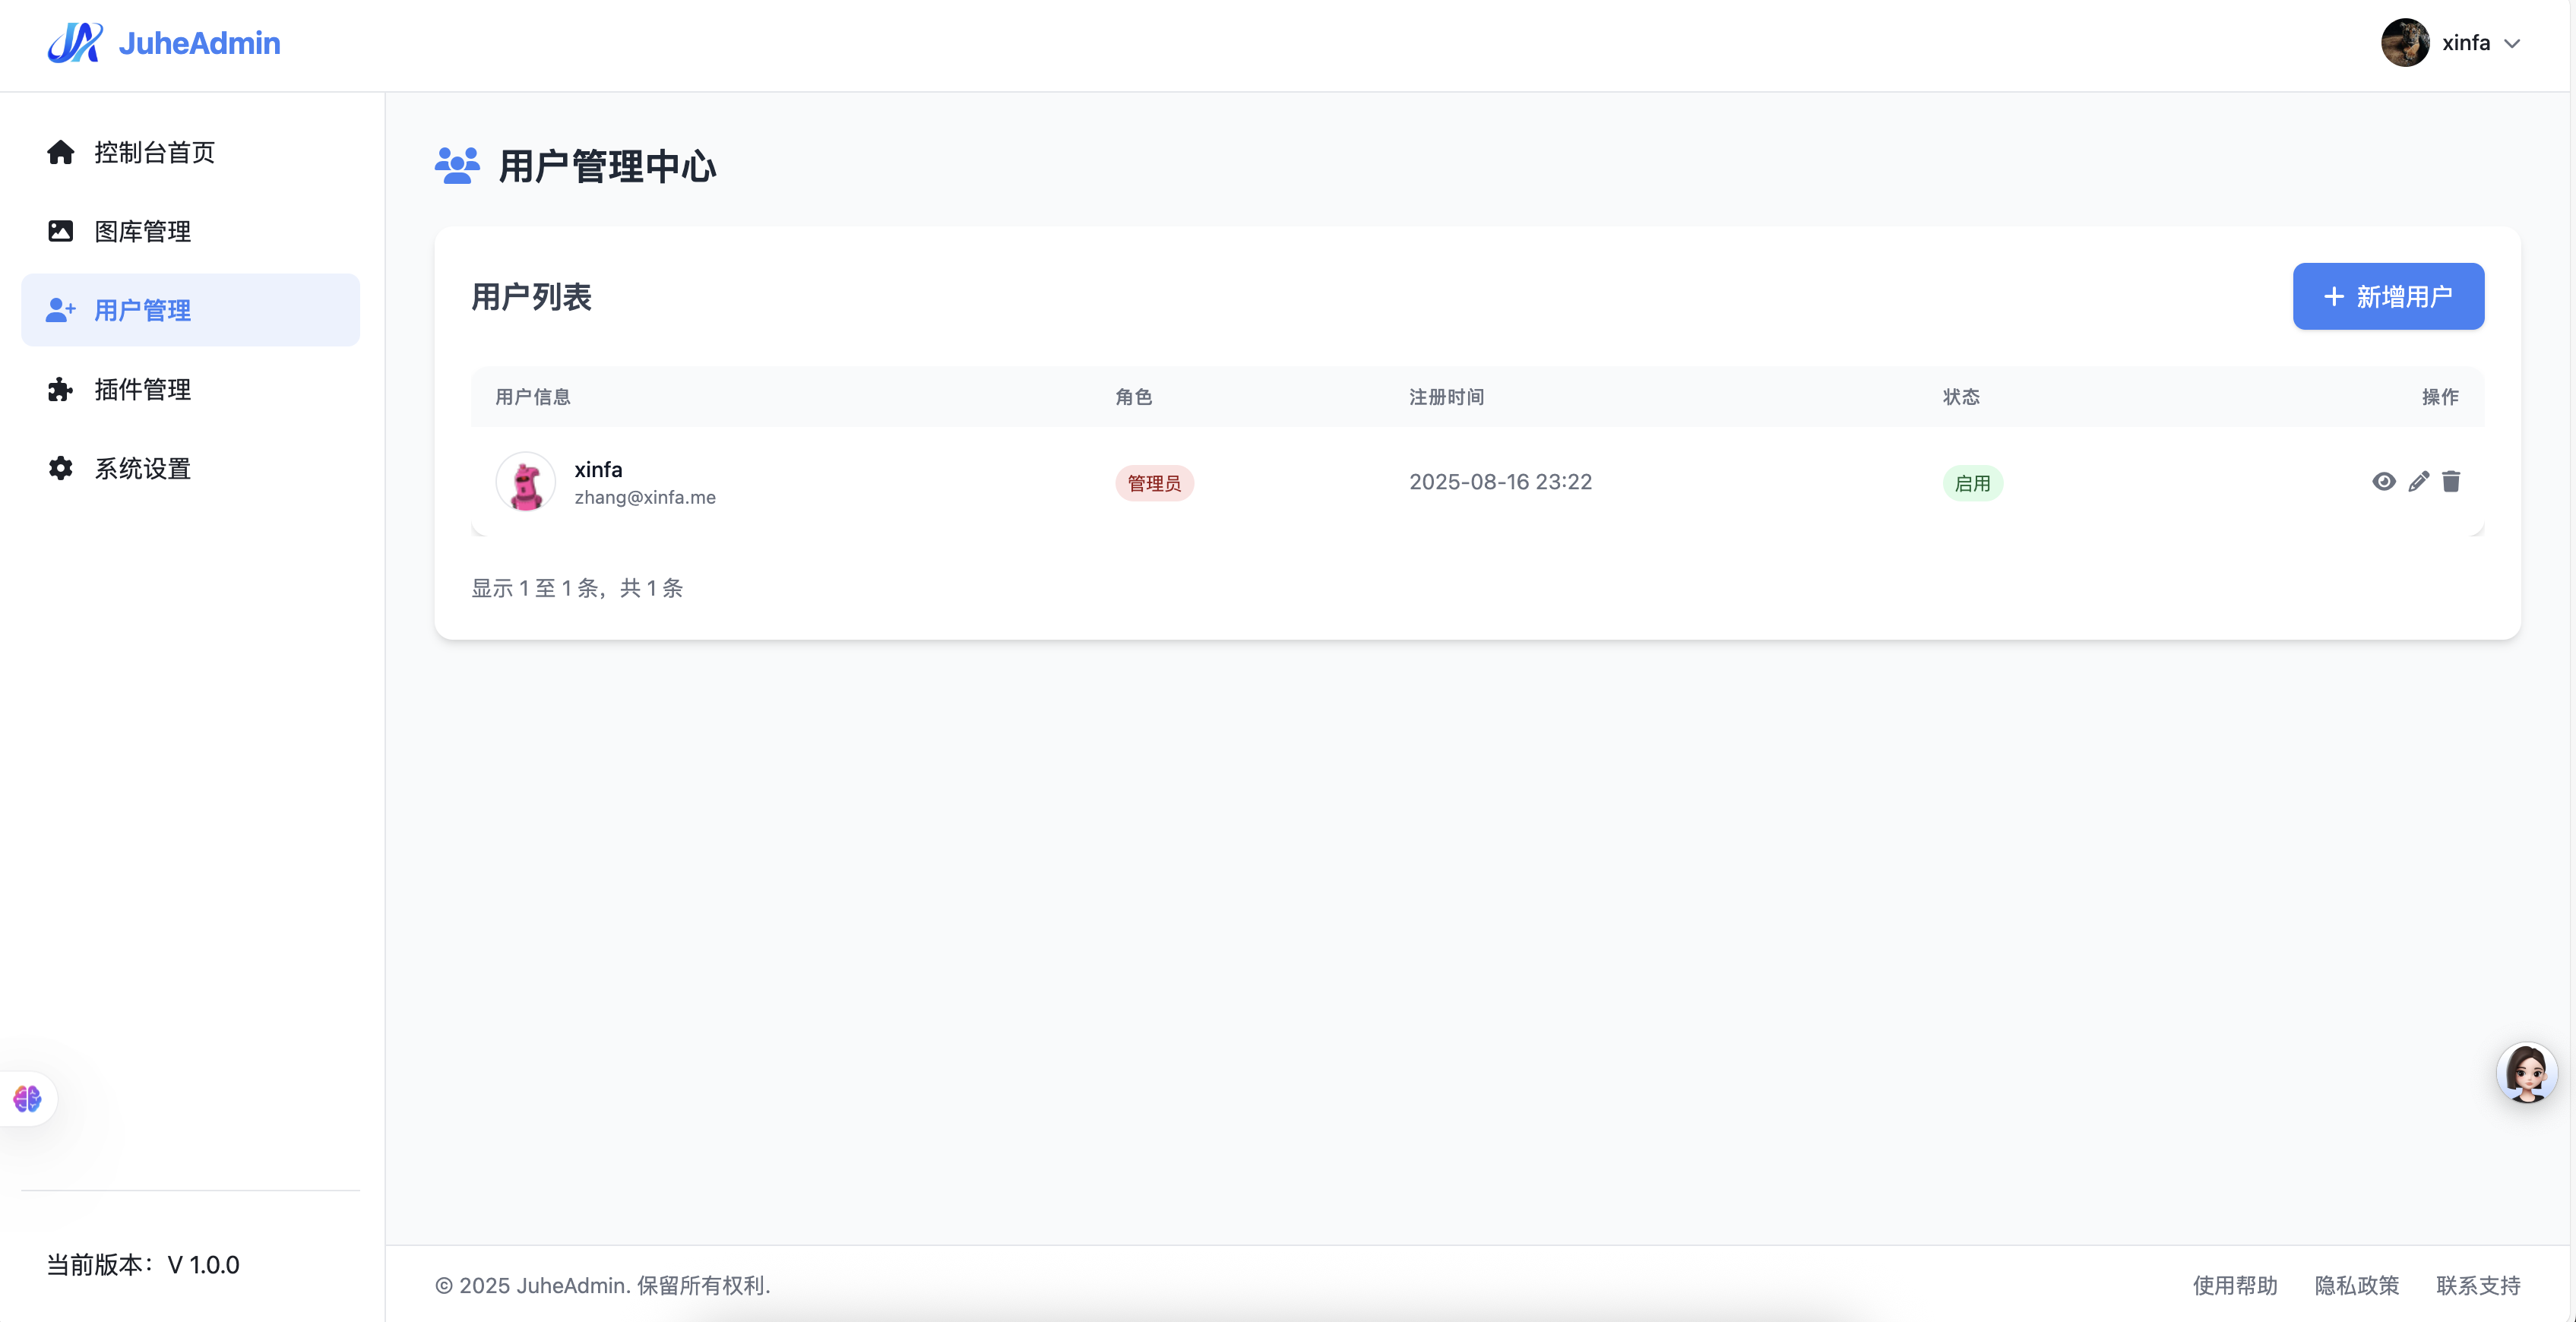 JuheAdmin
xinfa
控制台首页
图库管理
用户管理
插件管理
系统设置
当前版本：V 1.0.0
用户管理中心
用户列表
新增用户
用户信息 角色 注册时间 状态 操作
xinfa
zhang@xinfa.me
管理员 2025-08-16 23:22 启用
显示 1 至 1 条，共 1 条
© 2025 JuheAdmin. 保留所有权利.
使用帮助 隐私政策 联系支持